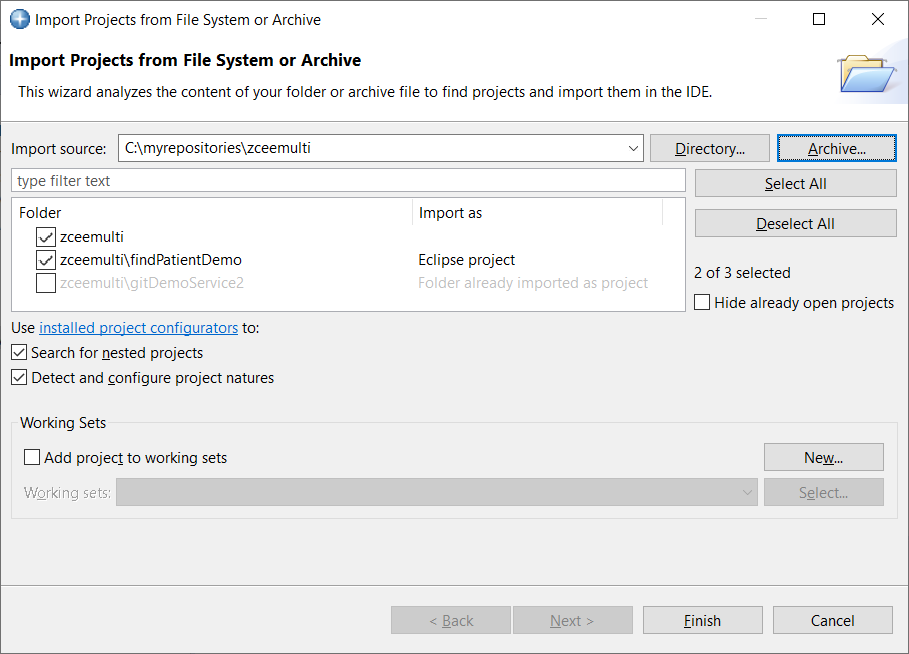 Import Projects from File System or Archive
Import Projects from File System or Archive
This wizard analyzes the content of your folder or archive file to find projects and import them in the IDE.
Import source: C:\myrepositories\zceemulti Directory... Archive...
type filter text Select All
Folder Import as
Deselect All
zceemulti
zceemulti\findPatientDemo Eclipse project
2 of 3 selected
zceemulti\gitDemoService2 Folder already imported as project
Hide already open projects
Use installed project configurators to:
Search for nested projects
Detect and configure project natures
Working Sets
Add project to working sets New...
Working sets: Select...
< Back Next > Finish Cancel